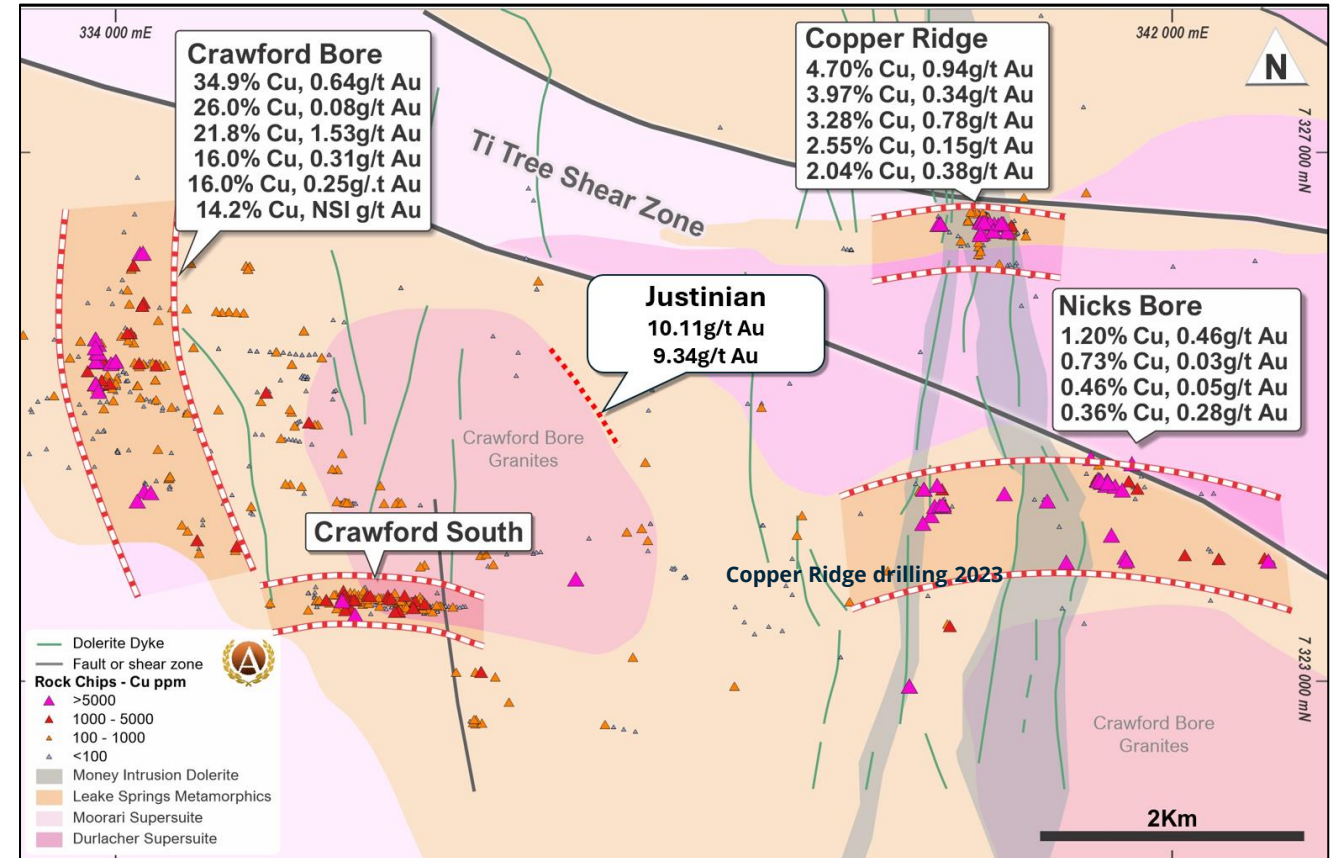 334 000 mE
342 000 mE
Crawford Bore
34.9% Cu, 0.64g/t Au
26.0% Cu, 0.08g/t Au
21.8% Cu, 1.53g/t Au
16.0% Cu, 0.31g/t Au
16.0% Cu, 0.25g/.t Au
14.2% Cu, NSI g/t Au
Copper Ridge
4.70% Cu, 0.94g/t Au
3.97% Cu, 0.34g/t Au
3.28% Cu, 0.78g/t Au
2.55% Cu, 0.15g/t Au
2.04% Cu, 0.38g/t Au
N
7 327 000 mN
Ti Tree Shear Zone
Justinian
10.11g/t Au
9.34g/t Au
Nicks Bore
1.20% Cu, 0.46g/t Au
0.73% Cu, 0.03g/t Au
0.46% Cu, 0.05g/t Au
0.36% Cu, 0.28g/t Au
Crawford Bore
Granites
Crawford South
Copper Ridge drilling 2023
7 323 000 mN
Crawford Bore
Granites
2Km
Dolerite Dyke
Fault or shear zone
Rock Chips - Cu ppm
>5000
1000 - 5000
100 - 1000
<100
Money Intrusion Dolerite
Leake Springs Metamorphics
Moorari Supersuite
Durlacher Supersuite
A